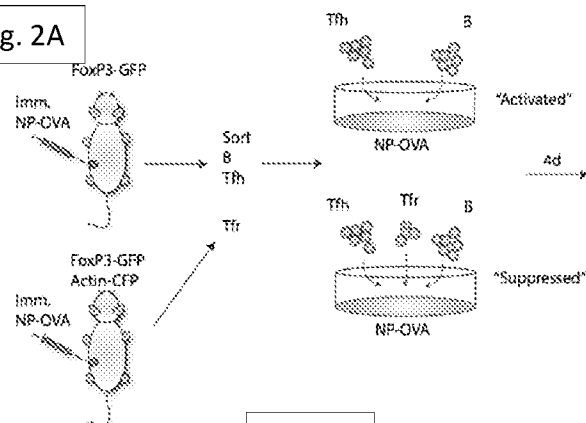 g. 2A
FoxP3-GFP
Imm.
NP-OVA
Sort
B
Tfh
Tfr
FoxP3-GFP
Actin-CFP
Imm.
NP-OVA
Tfh
B
NP-OVA
"Activated"
4d
Tfh
Tfr
B
NP-OVA
"Suppressed"